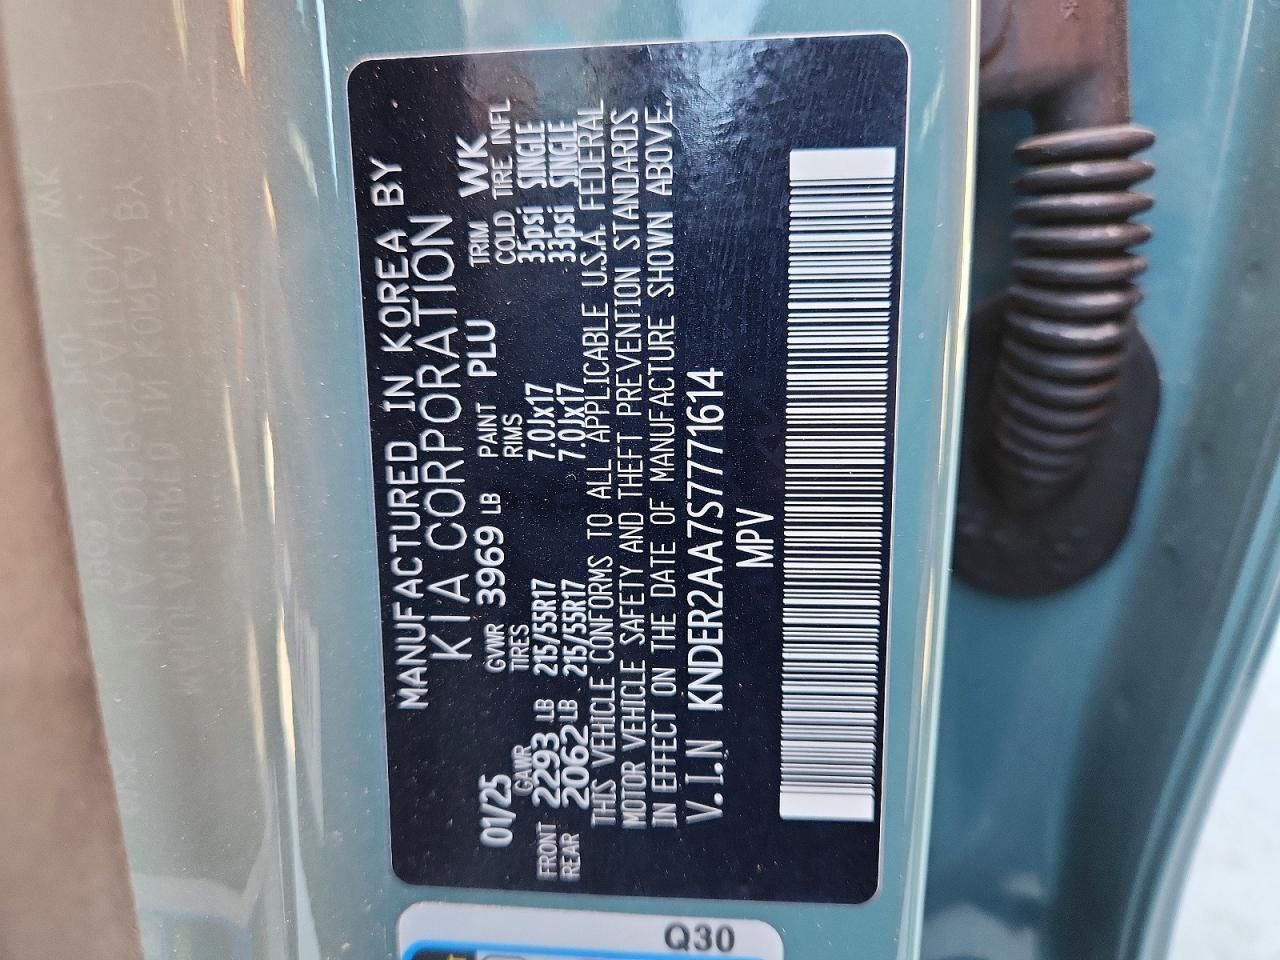 MANUFACTURED IN KOREA BY
KIA CORPORATION
01/25 GVWR 3969 LB PAINT PLU TRIM WK
GAWR TIRES RIMS COLD TIRE INFL
FRONT 2293 LB 215/55R17 7.0Jx17 35psi SINGLE
REAR 2062 LB 215/55R17 7.0Jx17 33psi SINGLE
THIS VEHICLE CONFORMS TO ALL APPLICABLE U.S.A. FEDERAL
MOTOR VEHICLE SAFETY AND THEFT PREVENTION STANDARDS
IN EFFECT ON THE DATE OF MANUFACTURE SHOWN ABOVE.
V.I.N KNDER2AA7S7771614
MPV
Q30